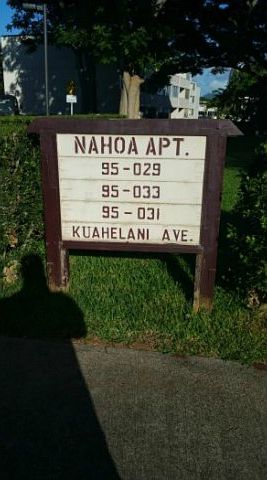 NAHOA APT.
95-029
95-033
95-031
KUAHELANI AVE.